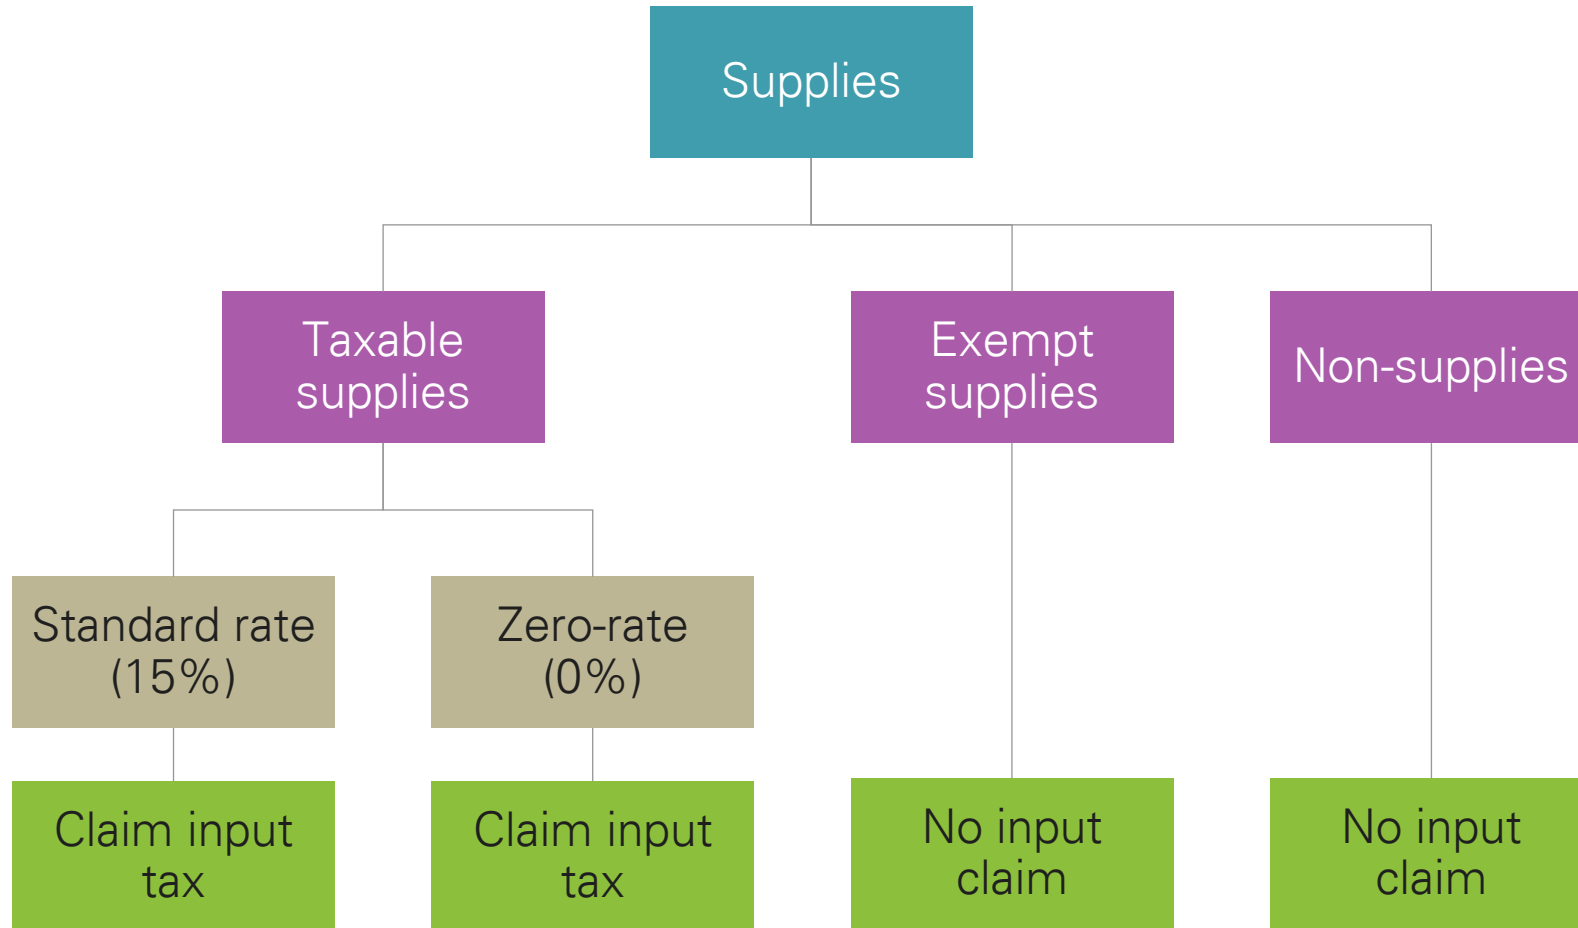 Supplies
Taxable
supplies
Exempt
supplies
Non-supplies
Standard rate
(15%)
Zero-rate
(0%)
Claim input
tax
Claim input
tax
No input
claim
No input
claim